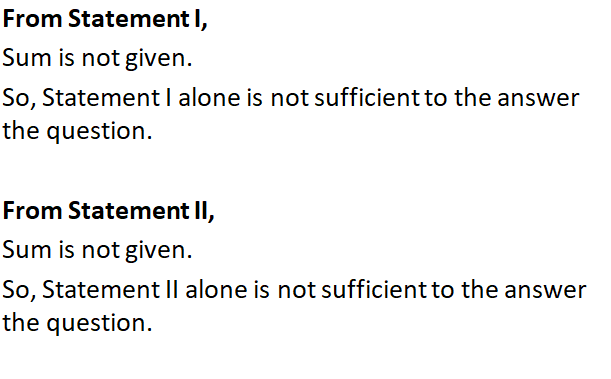 From Statement I,
Sum is not given.
So, Statement I alone is not sufficient to the answer
the question.
From Statement II,
Sum is not given.
So, Statement II alone is not sufficient to the answer
the question.